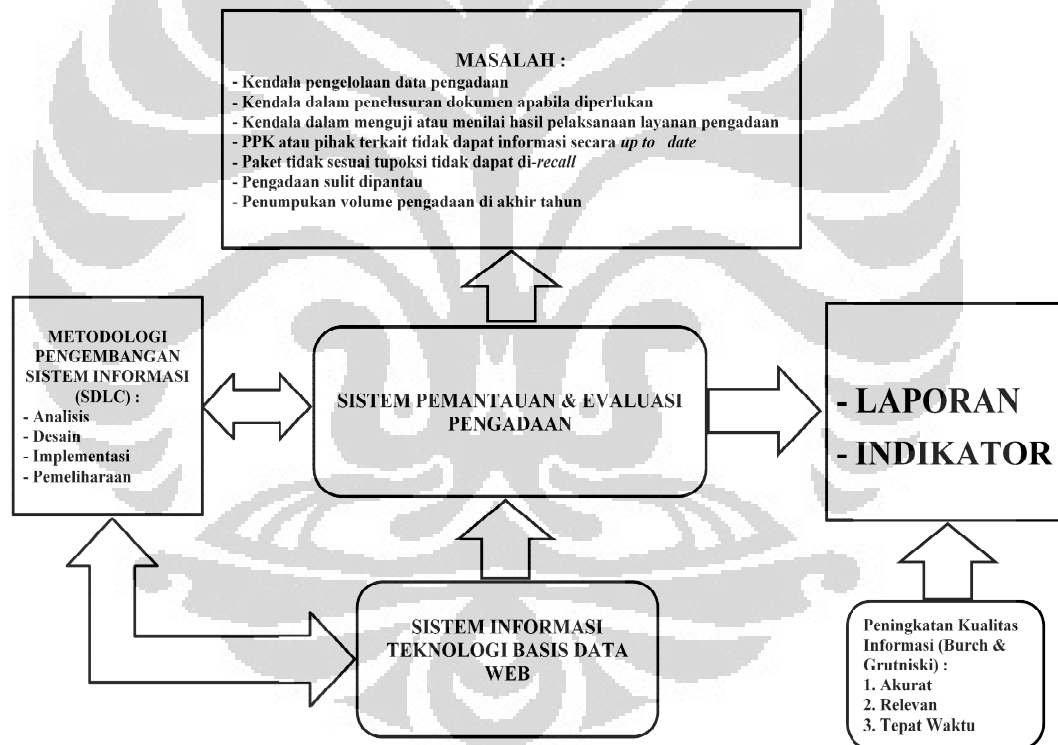 MASALAH :
- Kendala pengelolaan data pengadaan
- Kendala dalam penelusuran dokumen apabila diperlukan
- Kendala dalam menguji atau menilai hasil pelaksanaan layanan pengadaan
- PPK atau pihak terkait tidak dapat informasi secara up to date
- Paket tidak sesuai tupoksi tidak dapat di-recall
- Pengadaan sulit dipantau
- Penumpukan volume pengadaan di akhir tahun
METODOLOGI
PENGEMBANGAN
SISTEM INFORMASI
(SDLC) :
- Analisis
- Desain
- Implementasi
- Pemeliharaan
SISTEM PEMANTAUAN & EVALUASI
PENGADAAN
- LAPORAN
- INDIKATOR
SISTEM INFORMASI
TEKNOLOGI BASIS DATA
WEB
Peningkatan Kualitas
Informasi (Burch &
Grutniski) :
1. Akurat
2. Relevan
3. Tepat Waktu